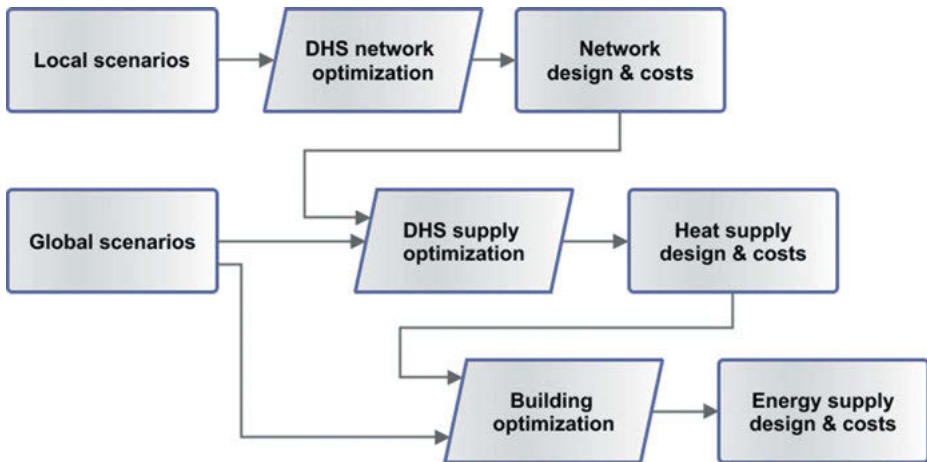 Local scenarios
DHS network
optimization
Network
design & costs
Global scenarios
DHS supply
optimization
Heat supply
design & costs
Building
optimization
Energy supply
design & costs